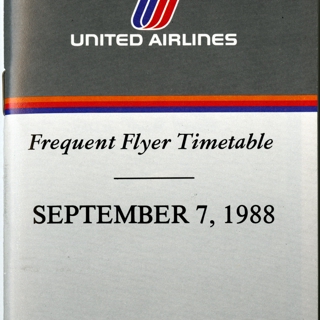 UNITED AIRLINES
Frequent Flyer Timetable
SEPTEMBER 7, 1988